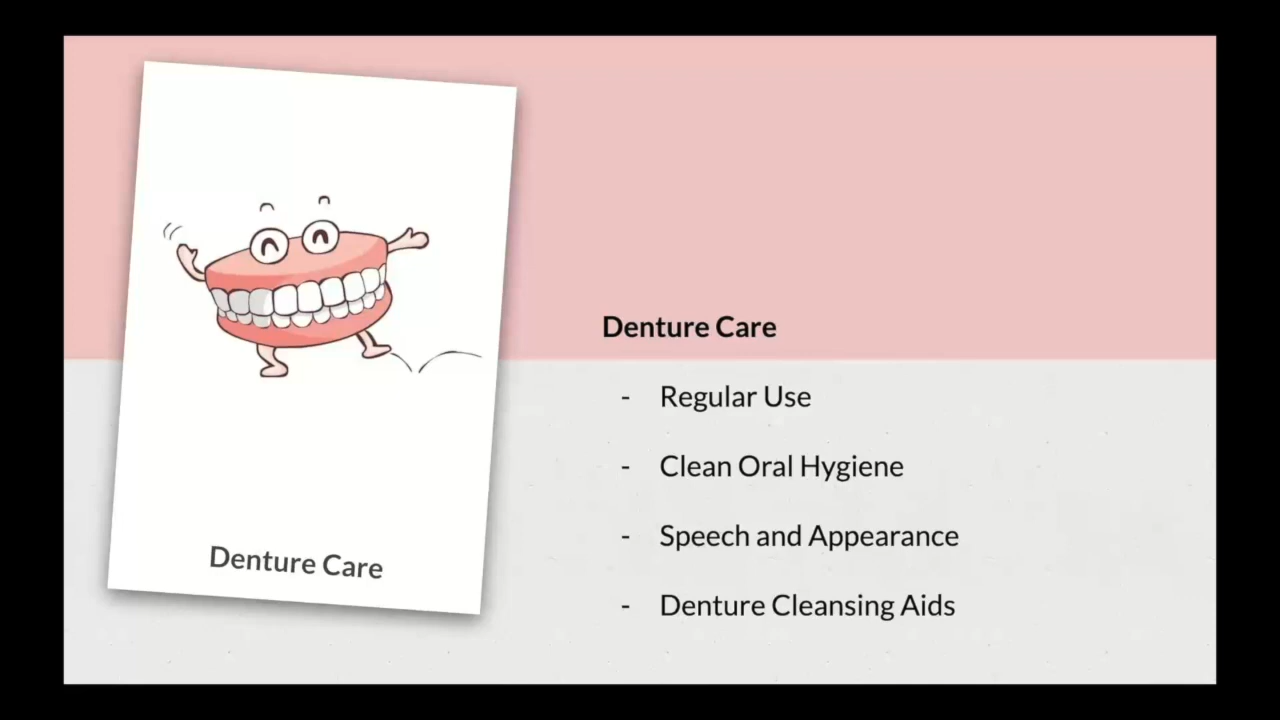 Denture Care
Denture Care
- Regular Use
- Clean Oral Hygiene
- Speech and Appearance
- Denture Cleansing Aids